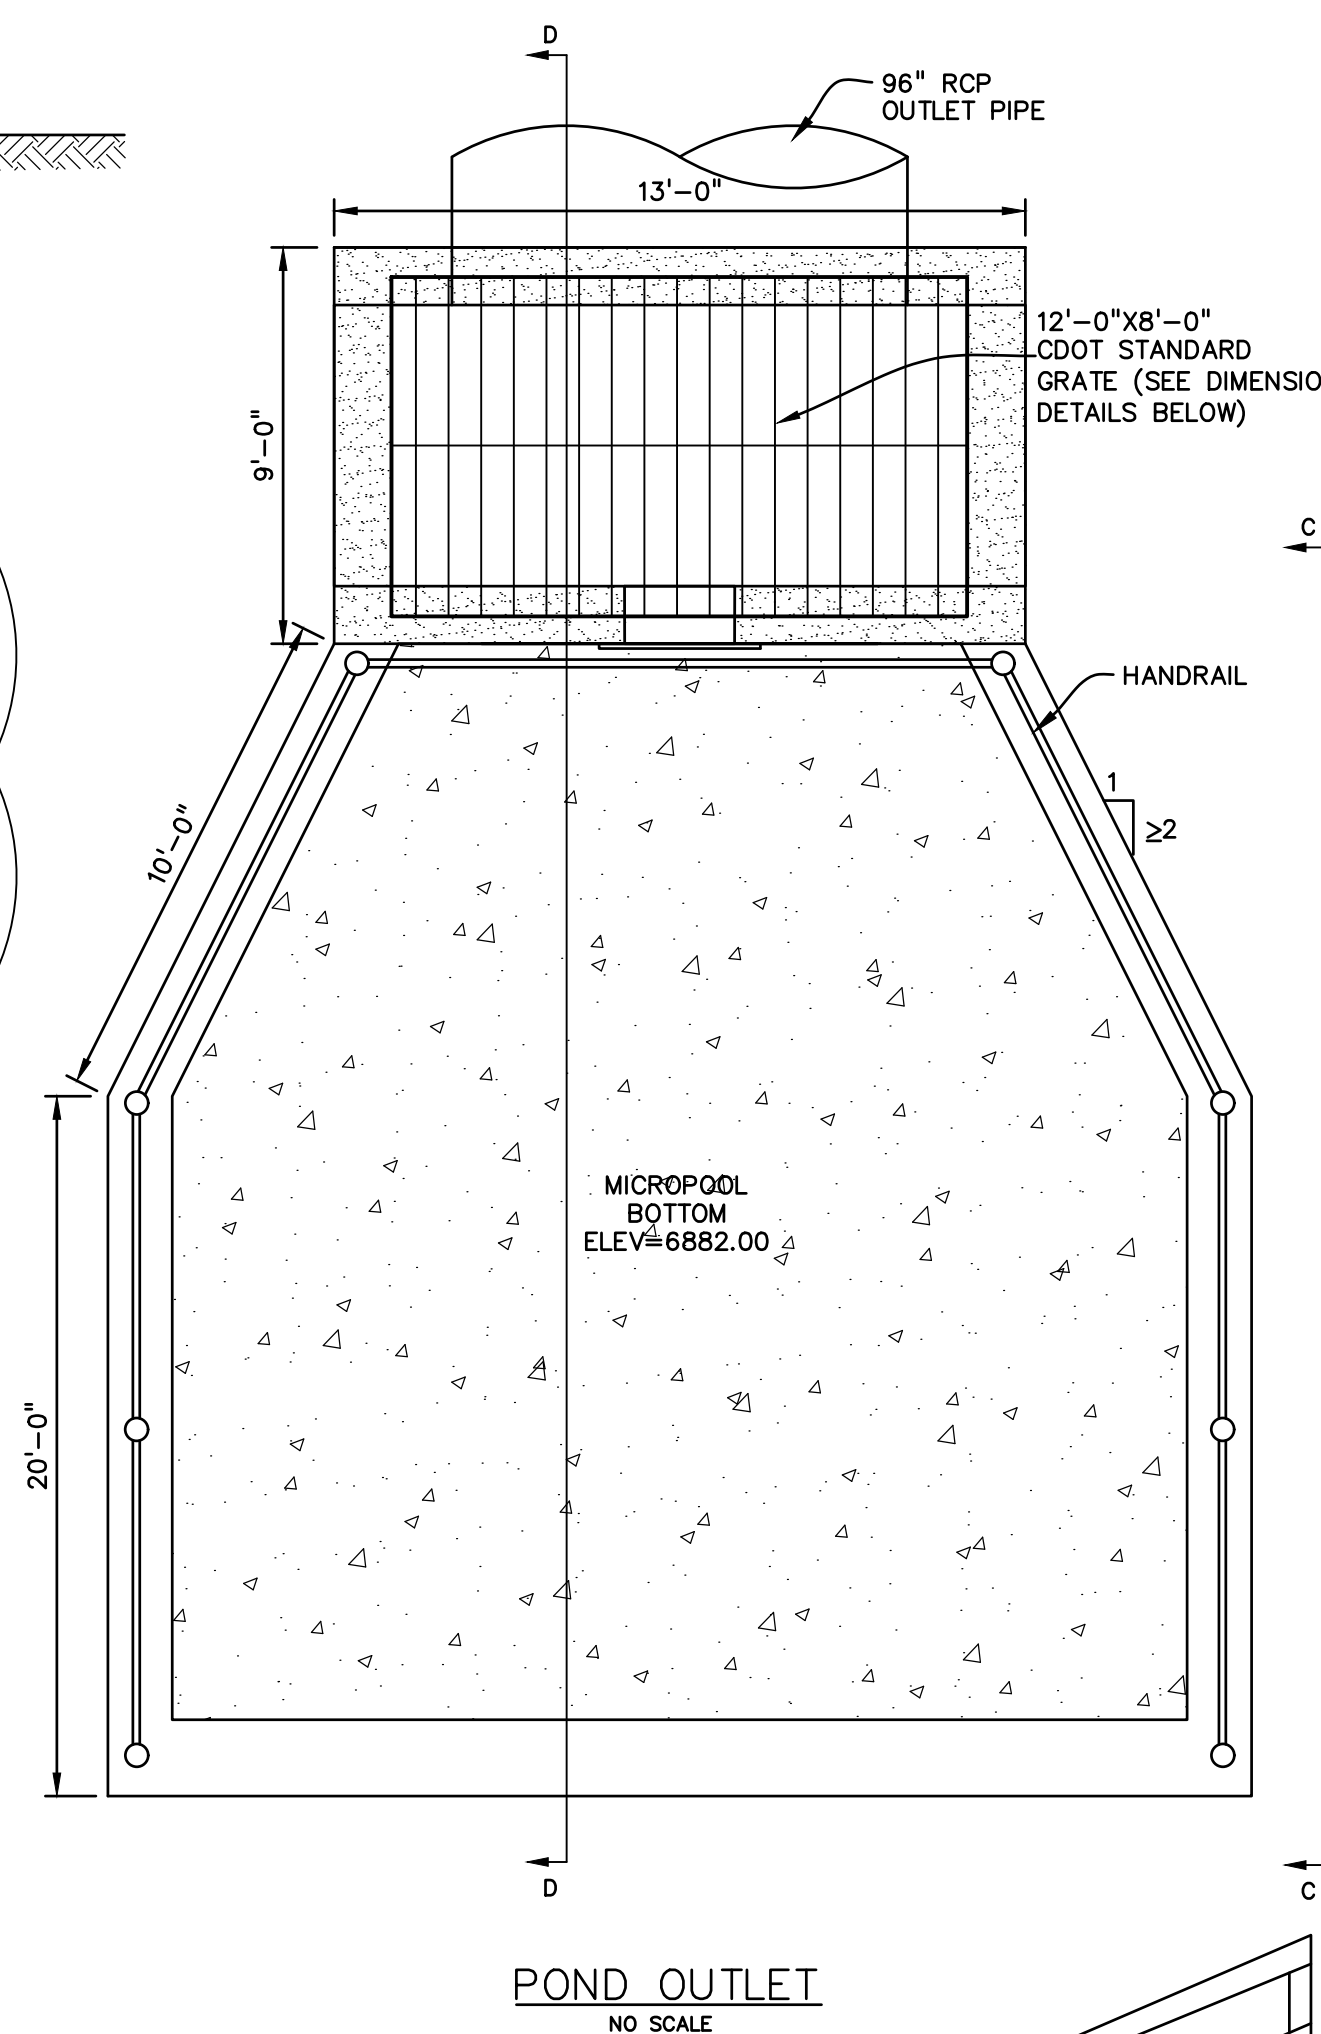 D
96" RCP
OUTLET PIPE
13'-0"
9'-0"
12'-0"X8'-0"
CDOT STANDARD
GRATE (SEE DIMENSIO
DETAILS BELOW)
C
HANDRAIL
1
≥2
10'-0"
MICROPOOL
BOTTOM
ELEV=6882.00
20'-0"
D
C
POND OUTLET
NO SCALE